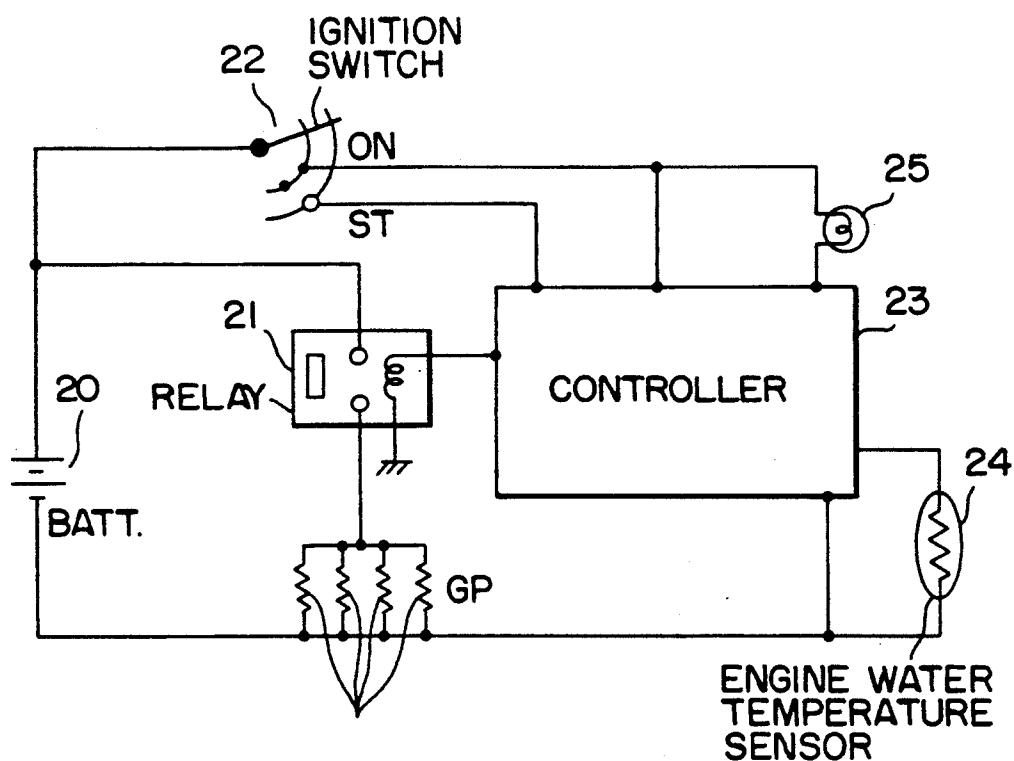 IGNITION
SWITCH
22
ON
25
ST
21
23
RELAY
CONTROLLER
20
24
BATT.
GP
ENGINE WATER
TEMPERATURE
SENSOR